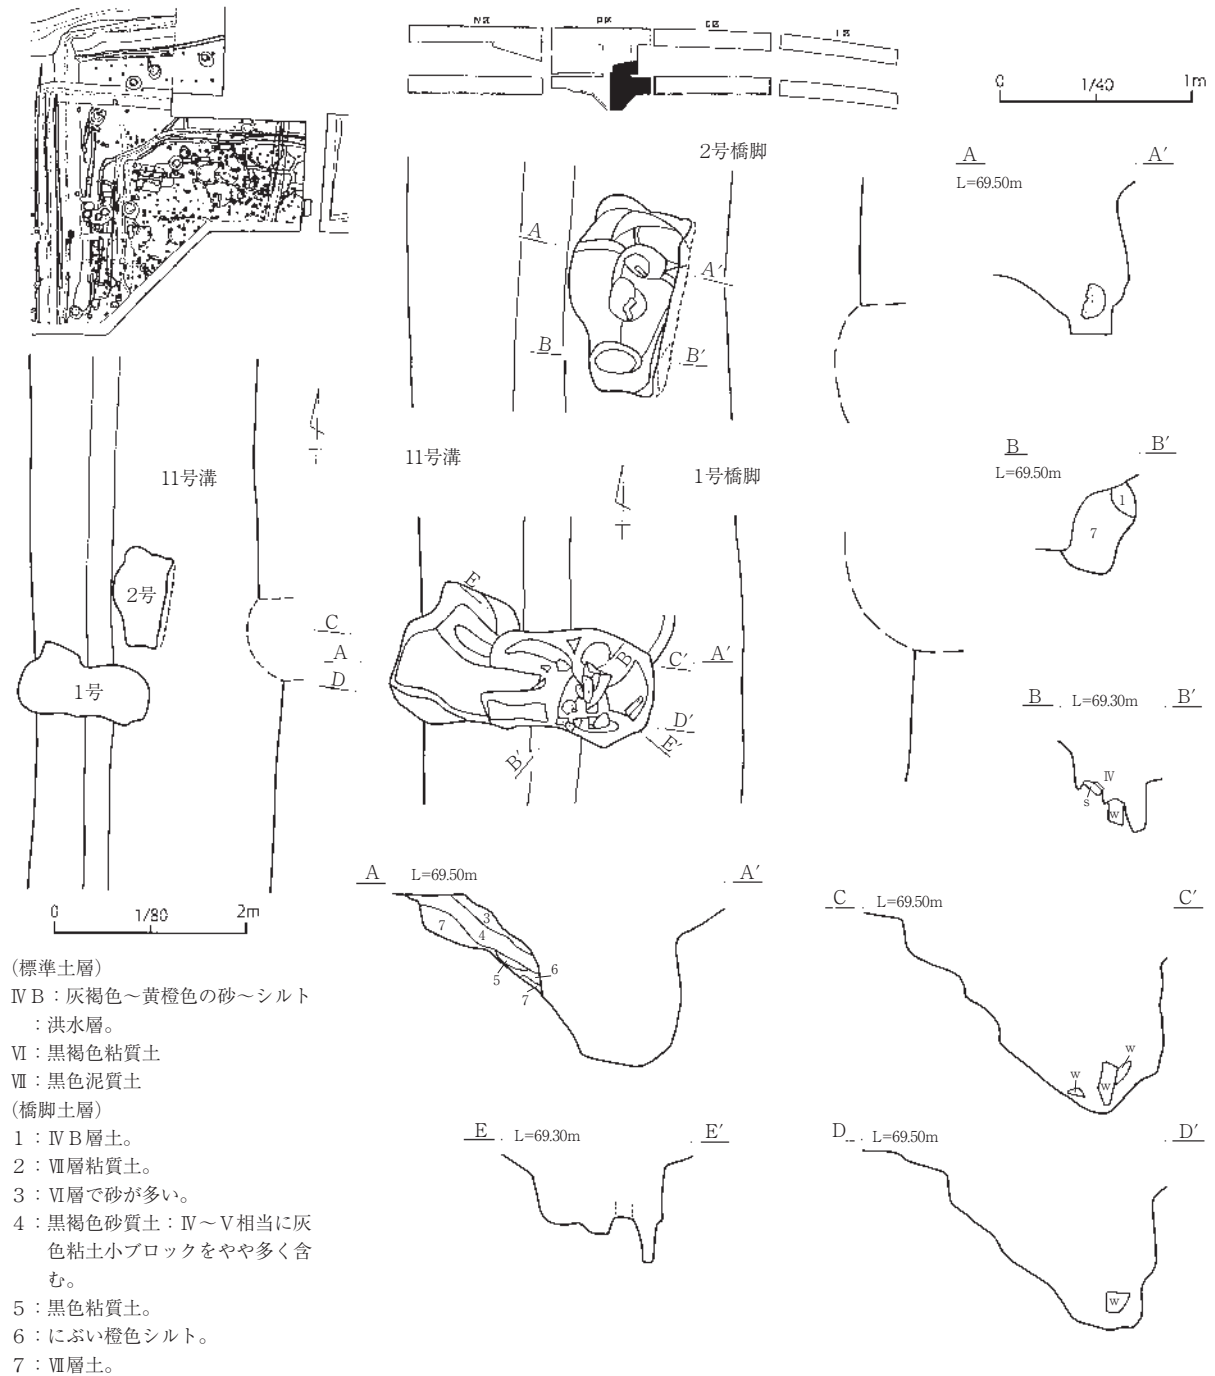 2号橋脚
0 1/40 1m
A A′
L=69.50m
A
A′
B
B′
11号溝
2号
1号
C
A
D
11号溝
1号橋脚
B B′
L=69.50m
1
7
E
B
C′ A′
D′
E′
B′
B L=69.30m B′
Ⅳ
s
w
0 1/80 2m
A L=69.50m A′
3
7 4
5
6
7
C L=69.50m C′
w
w
w
E L=69.30m E′
D L=69.50m D′
w
(標準土層)
ⅣB:灰褐色~黄橙色の砂~シルト
:洪水層。
Ⅵ:黒褐色粘質土
Ⅶ:黒色泥質土
(橋脚土層)
1:ⅣB層土。
2:Ⅶ層粘質土。
3:Ⅵ層で砂が多い。
4:黒褐色砂質土:Ⅳ~Ⅴ相当に灰
色粘土小ブロックをやや多く含
む。
5:黒色粘質土。
6:にぶい橙色シルト。
7:Ⅶ層土。